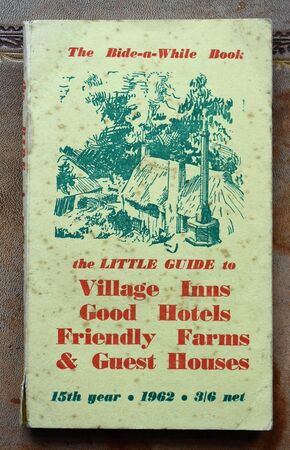 The Bide-a-While Book
the LITTLE GUIDE to
Village Inns
Good Hotels
Friendly Farms
& Guest Houses
15th year • 1962 • 3/6 net